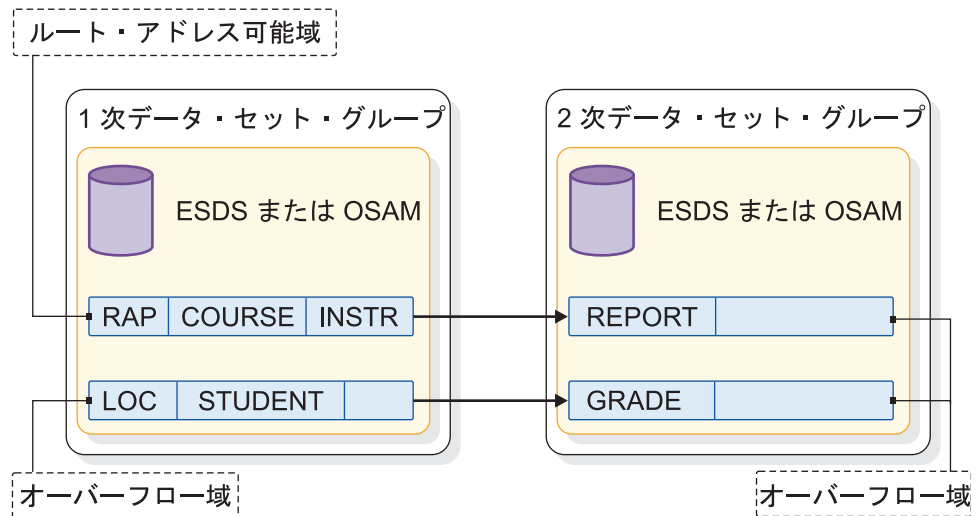 ルート・アドレス可能域
1 次データ・セット・グループ
ESDS または OSAM
RAP COURSE INSTR
LOC STUDENT
オーバーフロー域
2 次データ・セット・グループ
ESDS または OSAM
REPORT
GRADE
オーバーフロー域